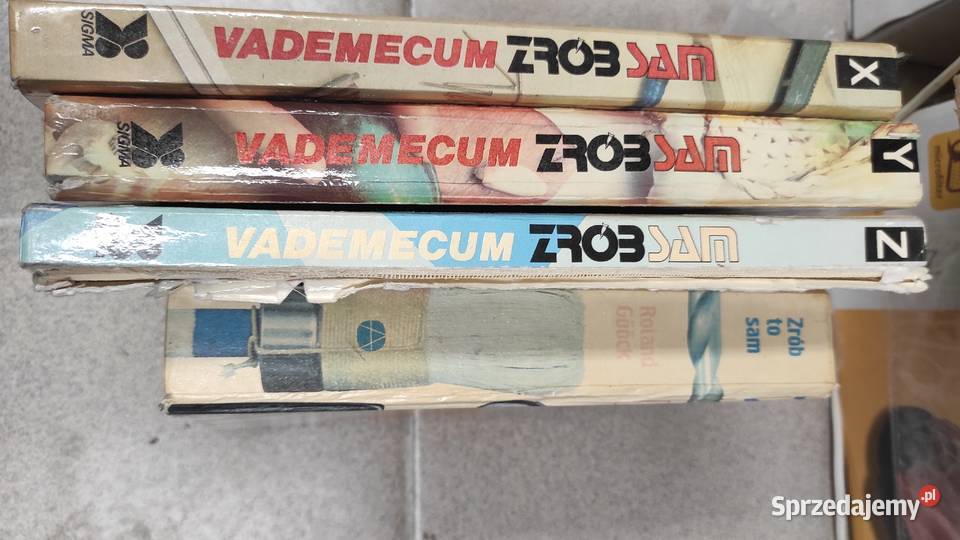 SIGMA VADEMECUM ZRÓB SAM X
SIGMA VADEMECUM ZRÓB SAM Y
VADEMECUM ZRÓB SAM Z
Roland
Gööck
Zrób
to
sam
Sprzedajemy.pl